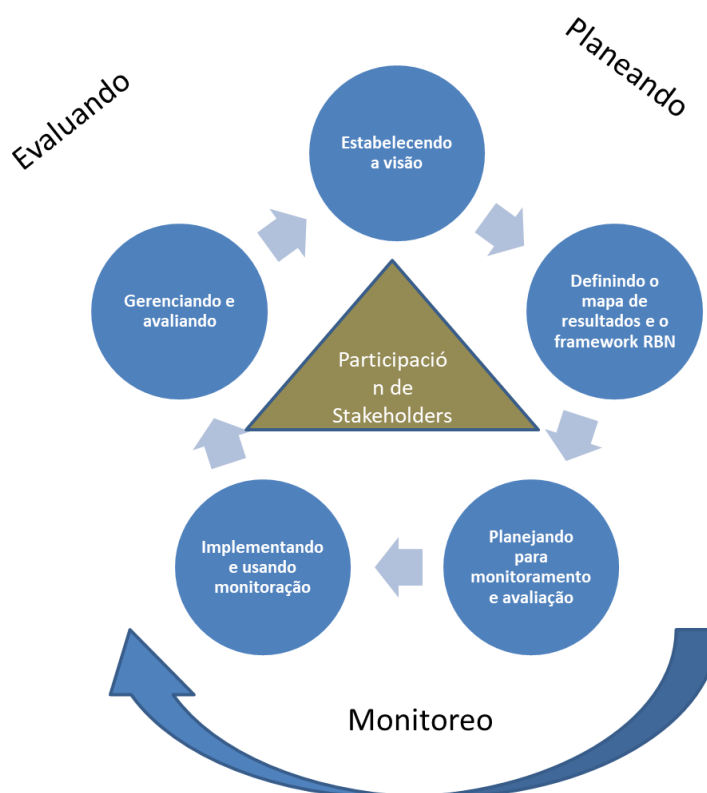 Evaluando
Planeando
Estabelecendo
a visão
Definindo o
mapa de
resultados e o
framework RBN
Planejando
para
monitoramento
e avaliação
Implementando
e usando
monitoração
Gerenciando e
avaliando
Participació
n de
Stakeholders
Monitoreo